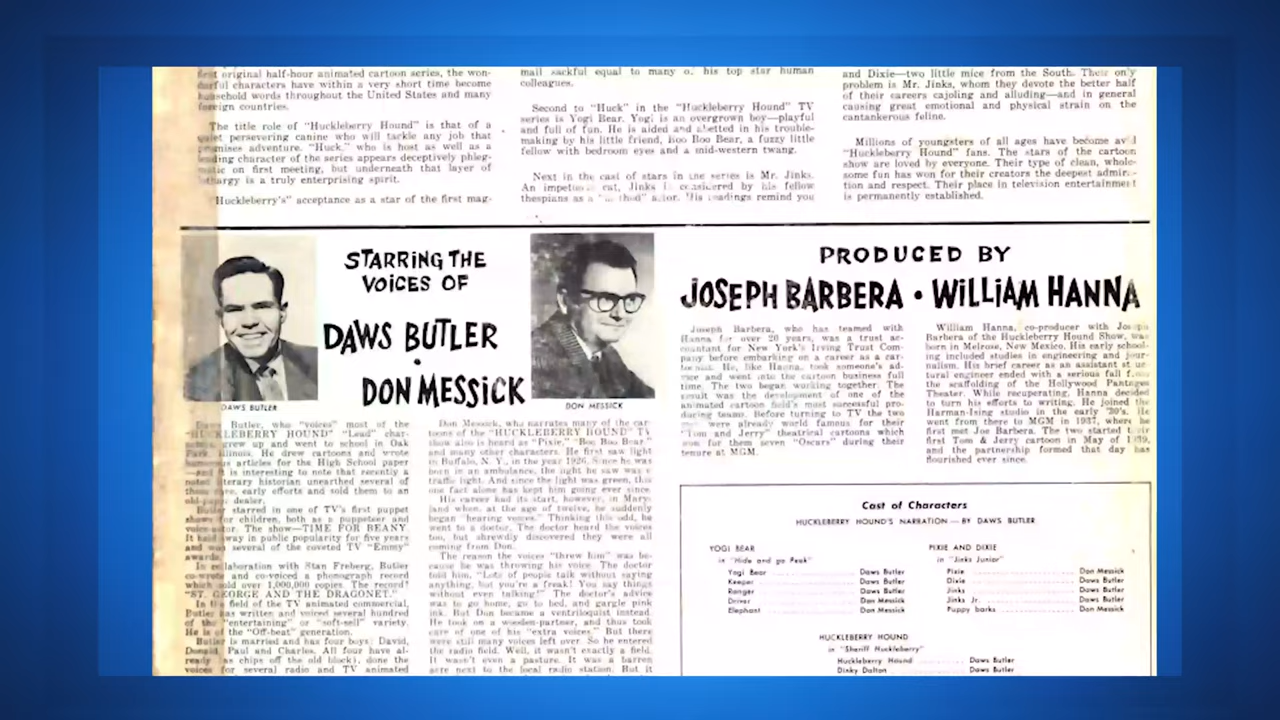 first original half-hour animated cartoon series, the won-
derful characters have within a very short time become
household words throughout the United States and many
foreign countries.
The title role of "Huckleberry Hound" is that of a
quiet persevering canine who will tackle any job that
promises adventure. "Huck," who is host as well as a
leading character of the series appears deceptively phleg-
matic on first meeting, but underneath that layer of
lethargy is a truly enterprising spirit.
"Huckleberry's" acceptance as a star of the first mag-
mail sackful equal to many of his top star human
colleagues.
Second to "Huck" in the "Huckleberry Hound" TV
series is Yogi Bear. Yogi is an overgrown boy—playful
and full of fun. He is aided and abetted in his trouble-
making by his little friend, Boo Boo Bear, a fuzzy little
fellow with bedroom eyes and a mid-western twang.
Next in the cast of stars in the series is Mr. Jinks.
An impetuous cat, Jinks is considered by his fellow
thespians as a "method" actor. His readings remind you
and Dixie—two little mice from the South. Their only
problem is Mr. Jinks, whom they devote the better half
of their careers cajoling and alluding—and in general
causing great emotional and physical strain on the
cantankerous feline.
Millions of youngsters of all ages have become avid
"Huckleberry Hound" fans. The stars of the cartoon
show are loved by everyone. Their type of clean, whole-
some fun has won for their creators the deepest admira-
tion and respect. Their place in television entertainment
is permanently established.
STARRING THE
VOICES OF
DAWS BUTLER
•
DON MESSICK
DAWS BUTLER
DON MESSICK
Daws Butler, who "voices" most of the
"HUCKLEBERRY HOUND" "Lead" char-
acters, grew up and went to school in Oak
Park, Illinois. He drew cartoons and wrote
humorous articles for the High School paper
—and it is interesting to note that recently a
noted literary historian unearthed several of
these rare, early efforts and sold them to an
old-paper dealer.
Butler starred in one of TV's first puppet
shows for children, both as a puppeteer and
voice-actor. The show—TIME FOR BEANY.
It had sway in public popularity for five years
and was several of the coveted TV "Emmy"
awards.
In collaboration with Stan Freberg, Butler
co-wrote and co-voiced a phonograph record
which sold over 1,000,000 copies. The record?
"ST. GEORGE AND THE DRAGONET."
In the field of the TV animated commercial,
Butler has written and voiced several hundred
of the "entertaining" or "soft-sell" variety.
He is of the "Off-beat" generation.
Butler is married and has four boys: David,
Donald, Paul and Charles. All four have al-
ready (as chips off the old block), done the
voices for several radio and TV animated
Don Messick, who narrates many of the car-
toons of the "HUCKLEBERRY HOUND" TV
show also is heard as "Pixie," "Boo Boo Bear,"
and many other characters. He first saw light
in Buffalo, N. Y., in the year 1926. Since he was
born in an ambulance, the light he saw was a
traffic light. And since the light was green, this
one fact alone has kept him going ever since.
His career had its start, however, in Mary-
land when, at the age of twelve, he suddenly
began "hearing voices." Thinking this odd, he
went to a doctor. The doctor heard the voices
too, but shrewdly discovered they were all
coming from Don.
The reason the voices "threw him" was be-
cause he was throwing his voice. The doctor
told him, "Lots of people talk without saying
anything, but you're a freak! You say things
without even talking!" The doctor's advice
was to go home, go to bed, and gargle pink
ink. But Don became a ventriloquist instead.
He took on a wooden-partner, and thus took
care of one of his "extra voices." But there
were still many voices left over. So he entered
the radio field. Well, it wasn't exactly a field.
It wasn't even a pasture. It was a barren
acre next to the local radio station. But it
PRODUCED BY
JOSEPH BARBERA • WILLIAM HANNA
Joseph Barbera, who has teamed with
Hanna for over 20 years, was a trust ac-
countant for New York's Irving Trust Com-
pany before embarking on a career as a car-
toonist. He, like Hanna, took someone's ad-
vice and went into the cartoon business full
time. The two began working together. The
result was the development of one of the
animated cartoon field's most successful pro-
ducing teams. Before turning to TV the two
were already world famous for their
"Tom and Jerry" theatrical cartoons which
won for them seven "Oscars" during their
tenure at MGM.
William Hanna, co-producer with Joseph
Barbera of the Huckleberry Hound Show, was
born in Melrose, New Mexico. His early school-
ing included studies in engineering and jour-
nalism. His brief career as an assistant struc-
tural engineer ended with a serious fall from
the scaffolding of the Hollywood Pantages
Theater. While recuperating, Hanna decided
to turn his efforts to writing. He joined the
Harman-Ising studio in the early '30's. He
went from there to MGM in 1937, where he
first met Joe Barbera. The two started their
first Tom & Jerry cartoon in May of 1939,
and the partnership formed that day has
flourished ever since.
Cast of Characters
HUCKLEBERRY HOUND'S NARRATION — BY DAWS BUTLER
YOGI BEAR
in "Hide and go Peak"
Yogi Bear Daws Butler
Keeper Daws Butler
Ranger Daws Butler
Driver Don Messick
Elephant Don Messick
PIXIE AND DIXIE
in "Jinks Junior"
Pixie Don Messick
Dixie Daws Butler
Jinks Daws Butler
Jinks Jr. Daws Butler
Puppy barks Don Messick
HUCKLEBERRY HOUND
in "Sheriff Huckleberry"
Huckleberry Hound Daws Butler
Dinky Dalton Daws Butler